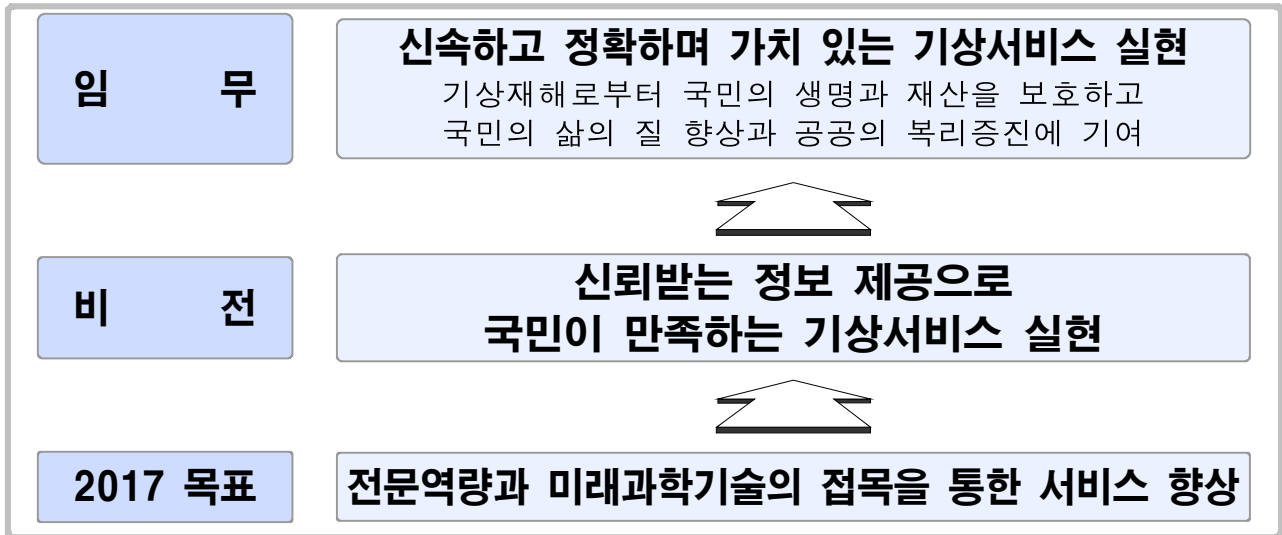 임 무
신속하고 정확하며 가치 있는 기상서비스 실현
기상재해로부터 국민의 생명과 재산을 보호하고
국민의 삶의 질 향상과 공공의 복리증진에 기여
비 전
신뢰받는 정보 제공으로
국민이 만족하는 기상서비스 실현
2017 목표
전문역량과 미래과학기술의 접목을 통한 서비스 향상